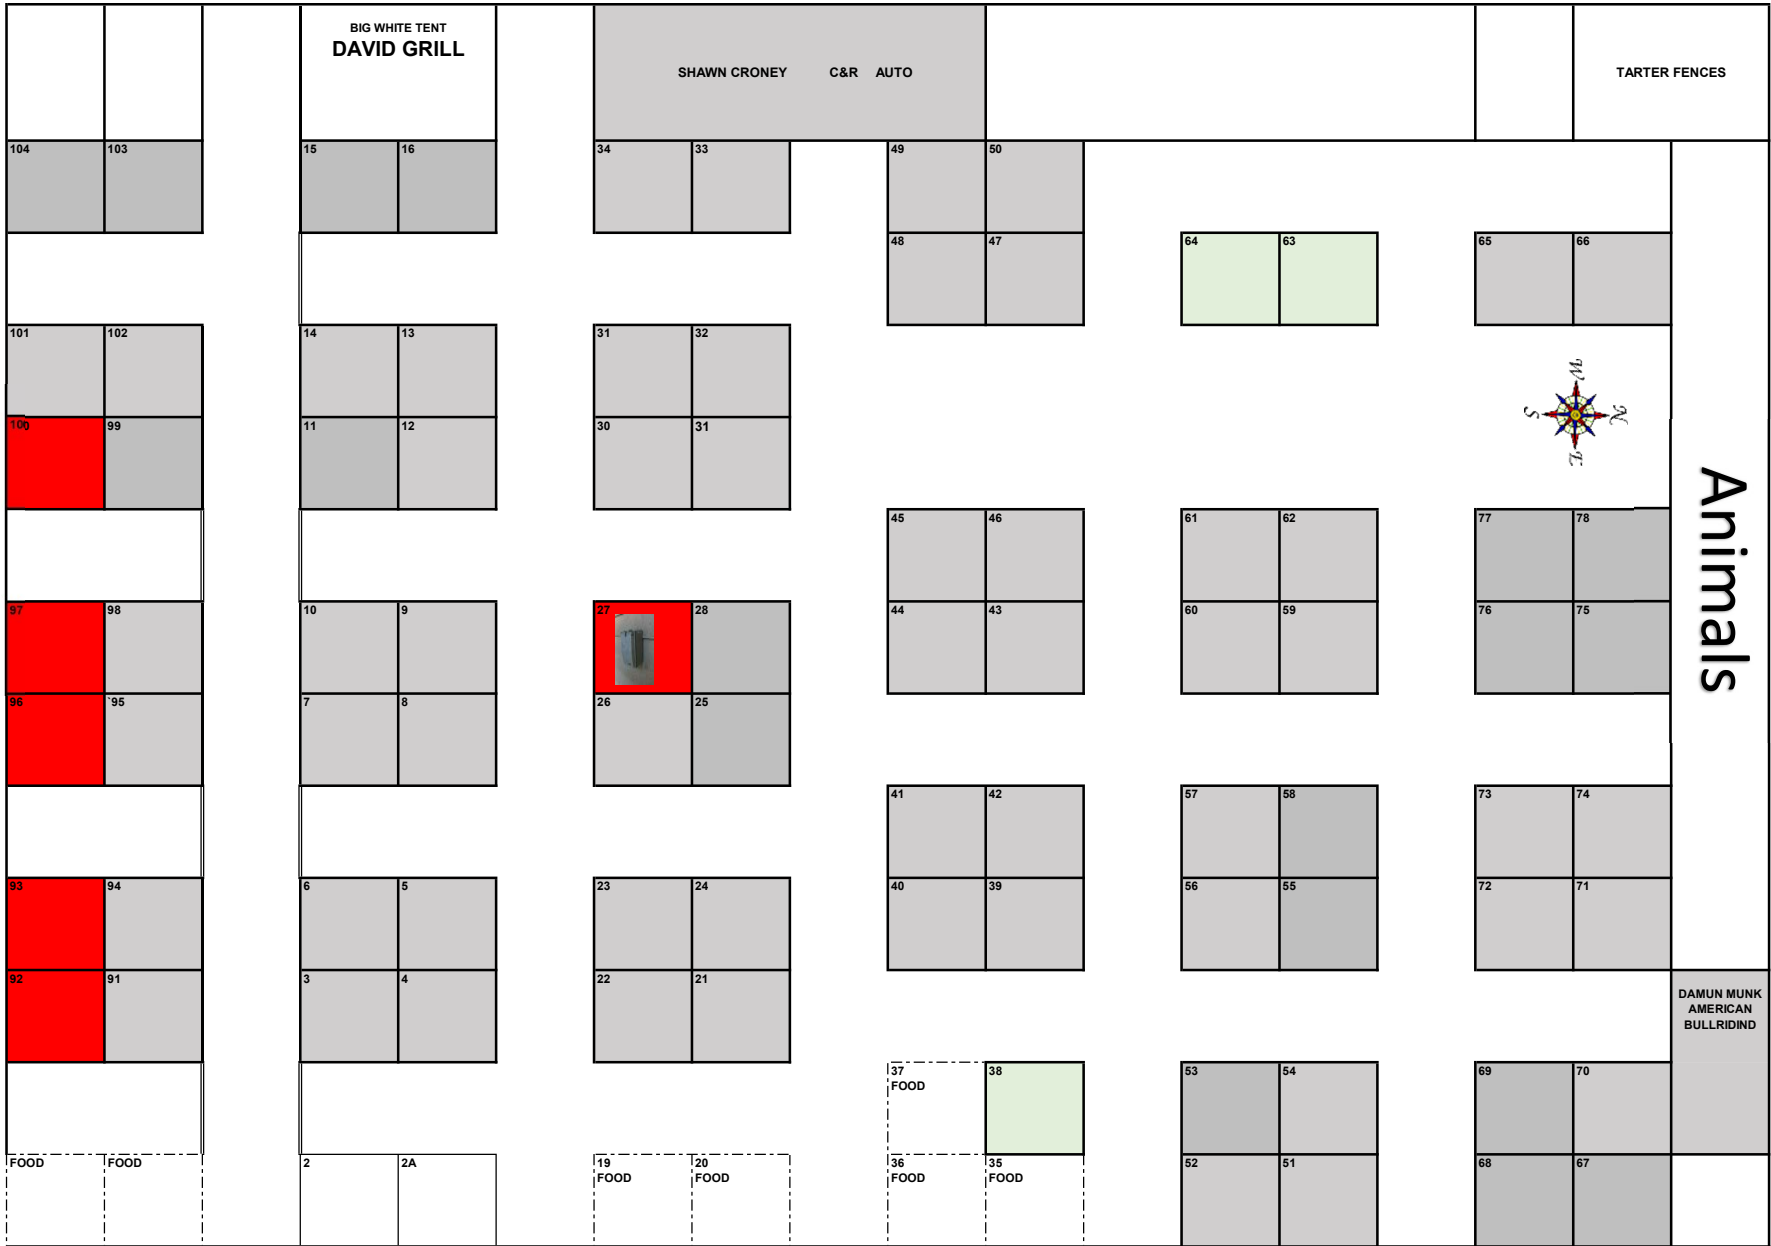 BIG WHITE TENT
DAVID GRILL
SHAWN CRONEY C&R AUTO
TARTER FENCES
104 103 15 16 34 33 49 50
48 47 64 63 65 66
101 102 14 13 31 32
W
S N
E
100 99 11 12 30 31
Animals
45 46 61 62 77 78
97 98 10 9 27 28 44 43 60 59 76 75
96 `95 7 8 26 25
41 42 57 58 73 74
93 94 6 5 23 24 40 39 56 55 72 71
92 91 3 4 22 21
DAMUN MUNK
AMERICAN
BULLRIDIND
37 38 53 54 69 70
FOOD
FOOD FOOD 2 2A 19 20 36 35 52 51 68 67
FOOD FOOD FOOD FOOD